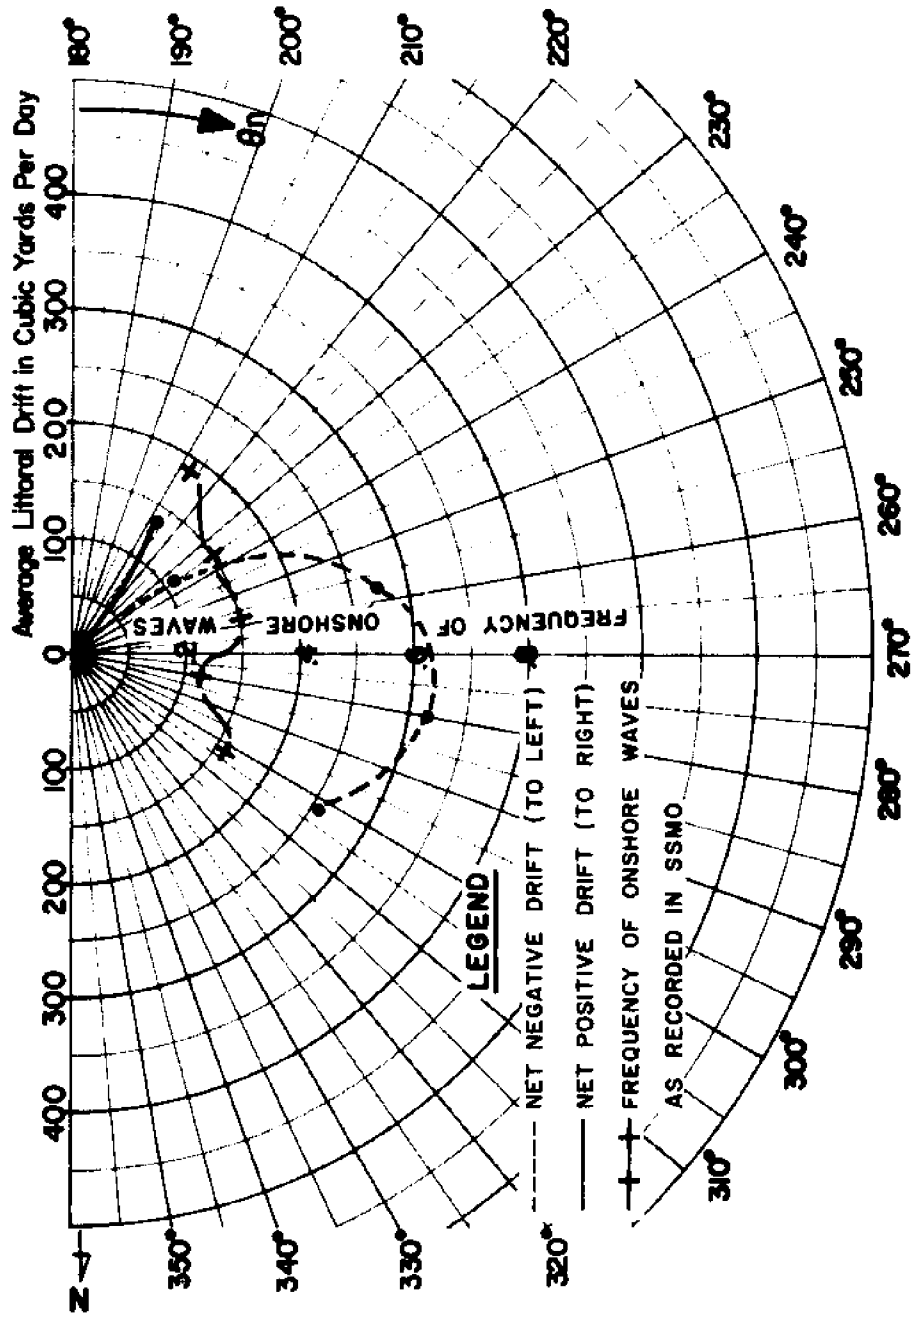 Average Littoral Drift in Cubic Yards Per Day
400 300 200 100 0 100 200 300 400
N
180°
190°
200°
210°
220°
230°
240°
250°
260°
270°
280°
290°
300°
310°
320°
330°
340°
350°
θn
FREQUENCY OF ONSHORE WAVES
2
4
6
LEGEND
NET NEGATIVE DRIFT (TO LEFT)
NET POSITIVE DRIFT (TO RIGHT)
FREQUENCY OF ONSHORE WAVES
AS RECORDED IN SSMO